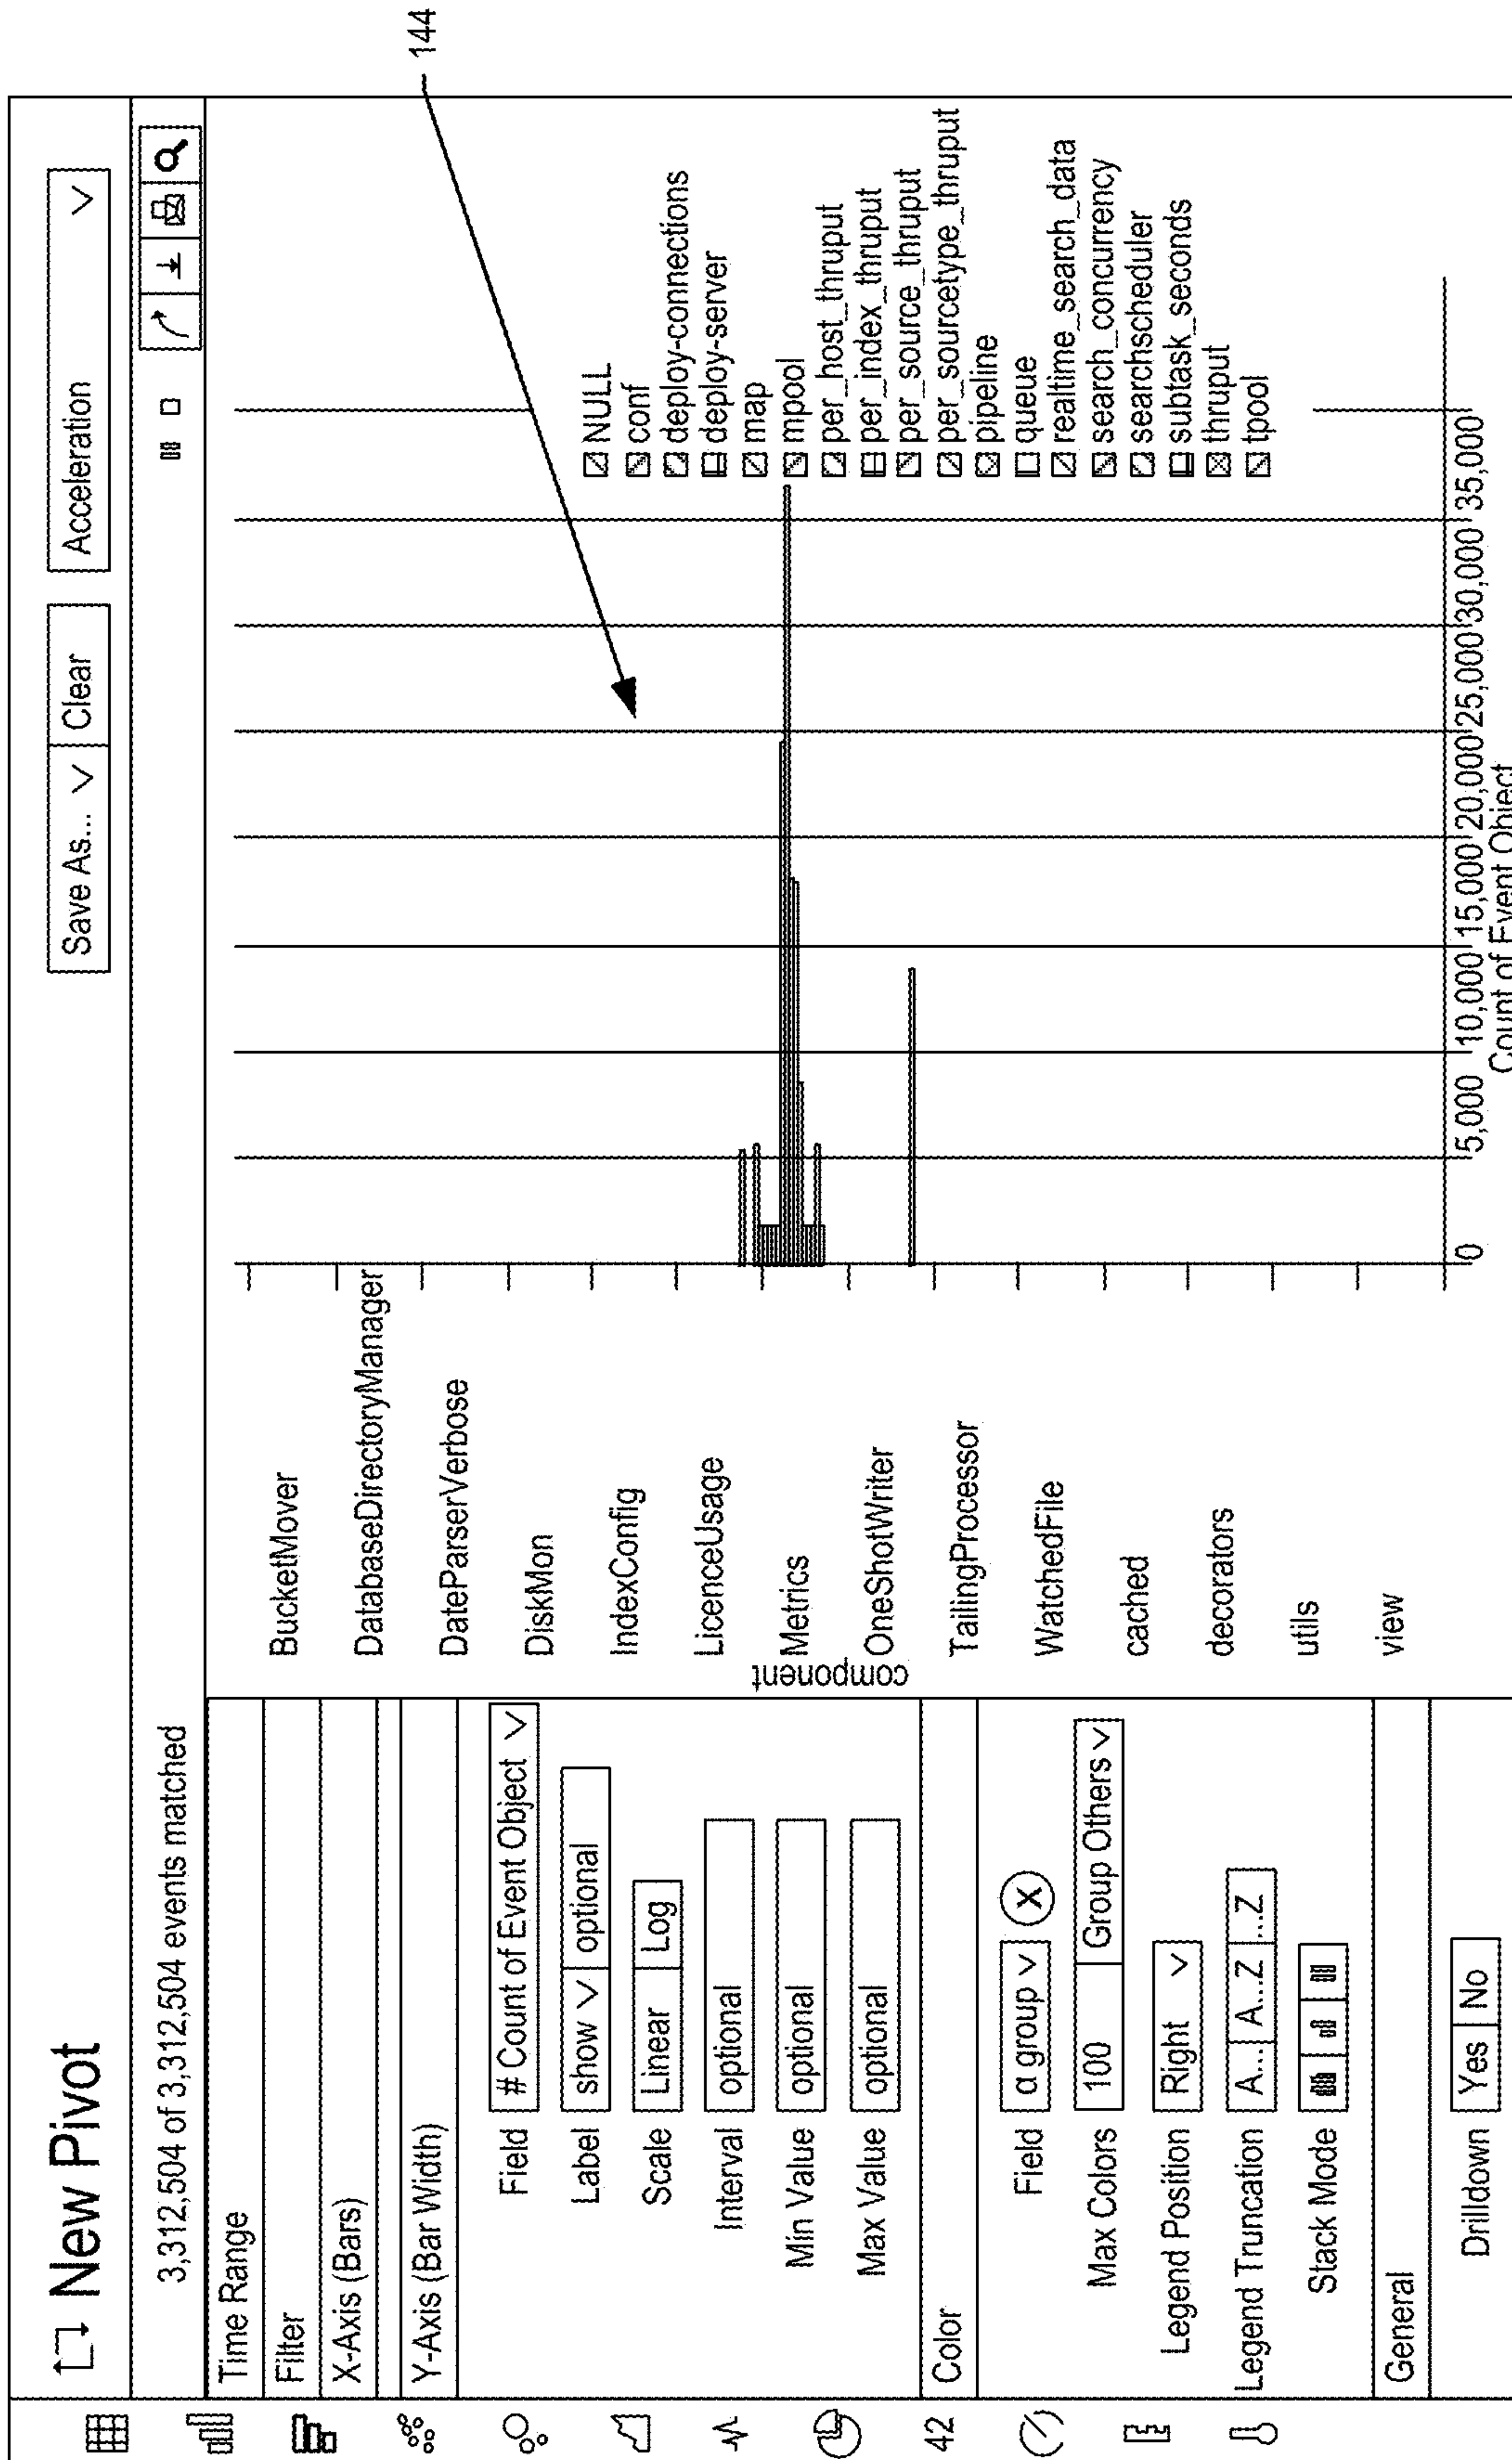 New Pivot
Save As... Clear Acceleration
3,312,504 of 3,312,504 events matched
Time Range
Filter
X-Axis (Bars)
Y-Axis (Bar Width)
Field # Count of Event Object
Label show optional
Scale Linear Log
Interval optional
Min Value optional
Max Value optional
Color
Field α group X
Max Colors 100 Group Others
Legend Position Right
Legend Truncation A... A...Z ...Z
Stack Mode
General
Drilldown Yes No
42
component
BucketMover
DatabaseDirectoryManager
DateParserVerbose
DiskMon
IndexConfig
LicenceUsage
Metrics
OneShotWriter
TailingProcessor
WatchedFile
cached
decorators
utils
view
0 5,000 10,000 15,000 20,000 25,000 30,000 35,000
Count of Event Object
NULL
conf
deploy-connections
deploy-server
map
mpool
per_host_thruput
per_index_thruput
per_source_thruput
per_sourcetype_thruput
pipeline
queue
realtime_search_data
search_concurrency
searchscheduler
subtask_seconds
thruput
tpool
144